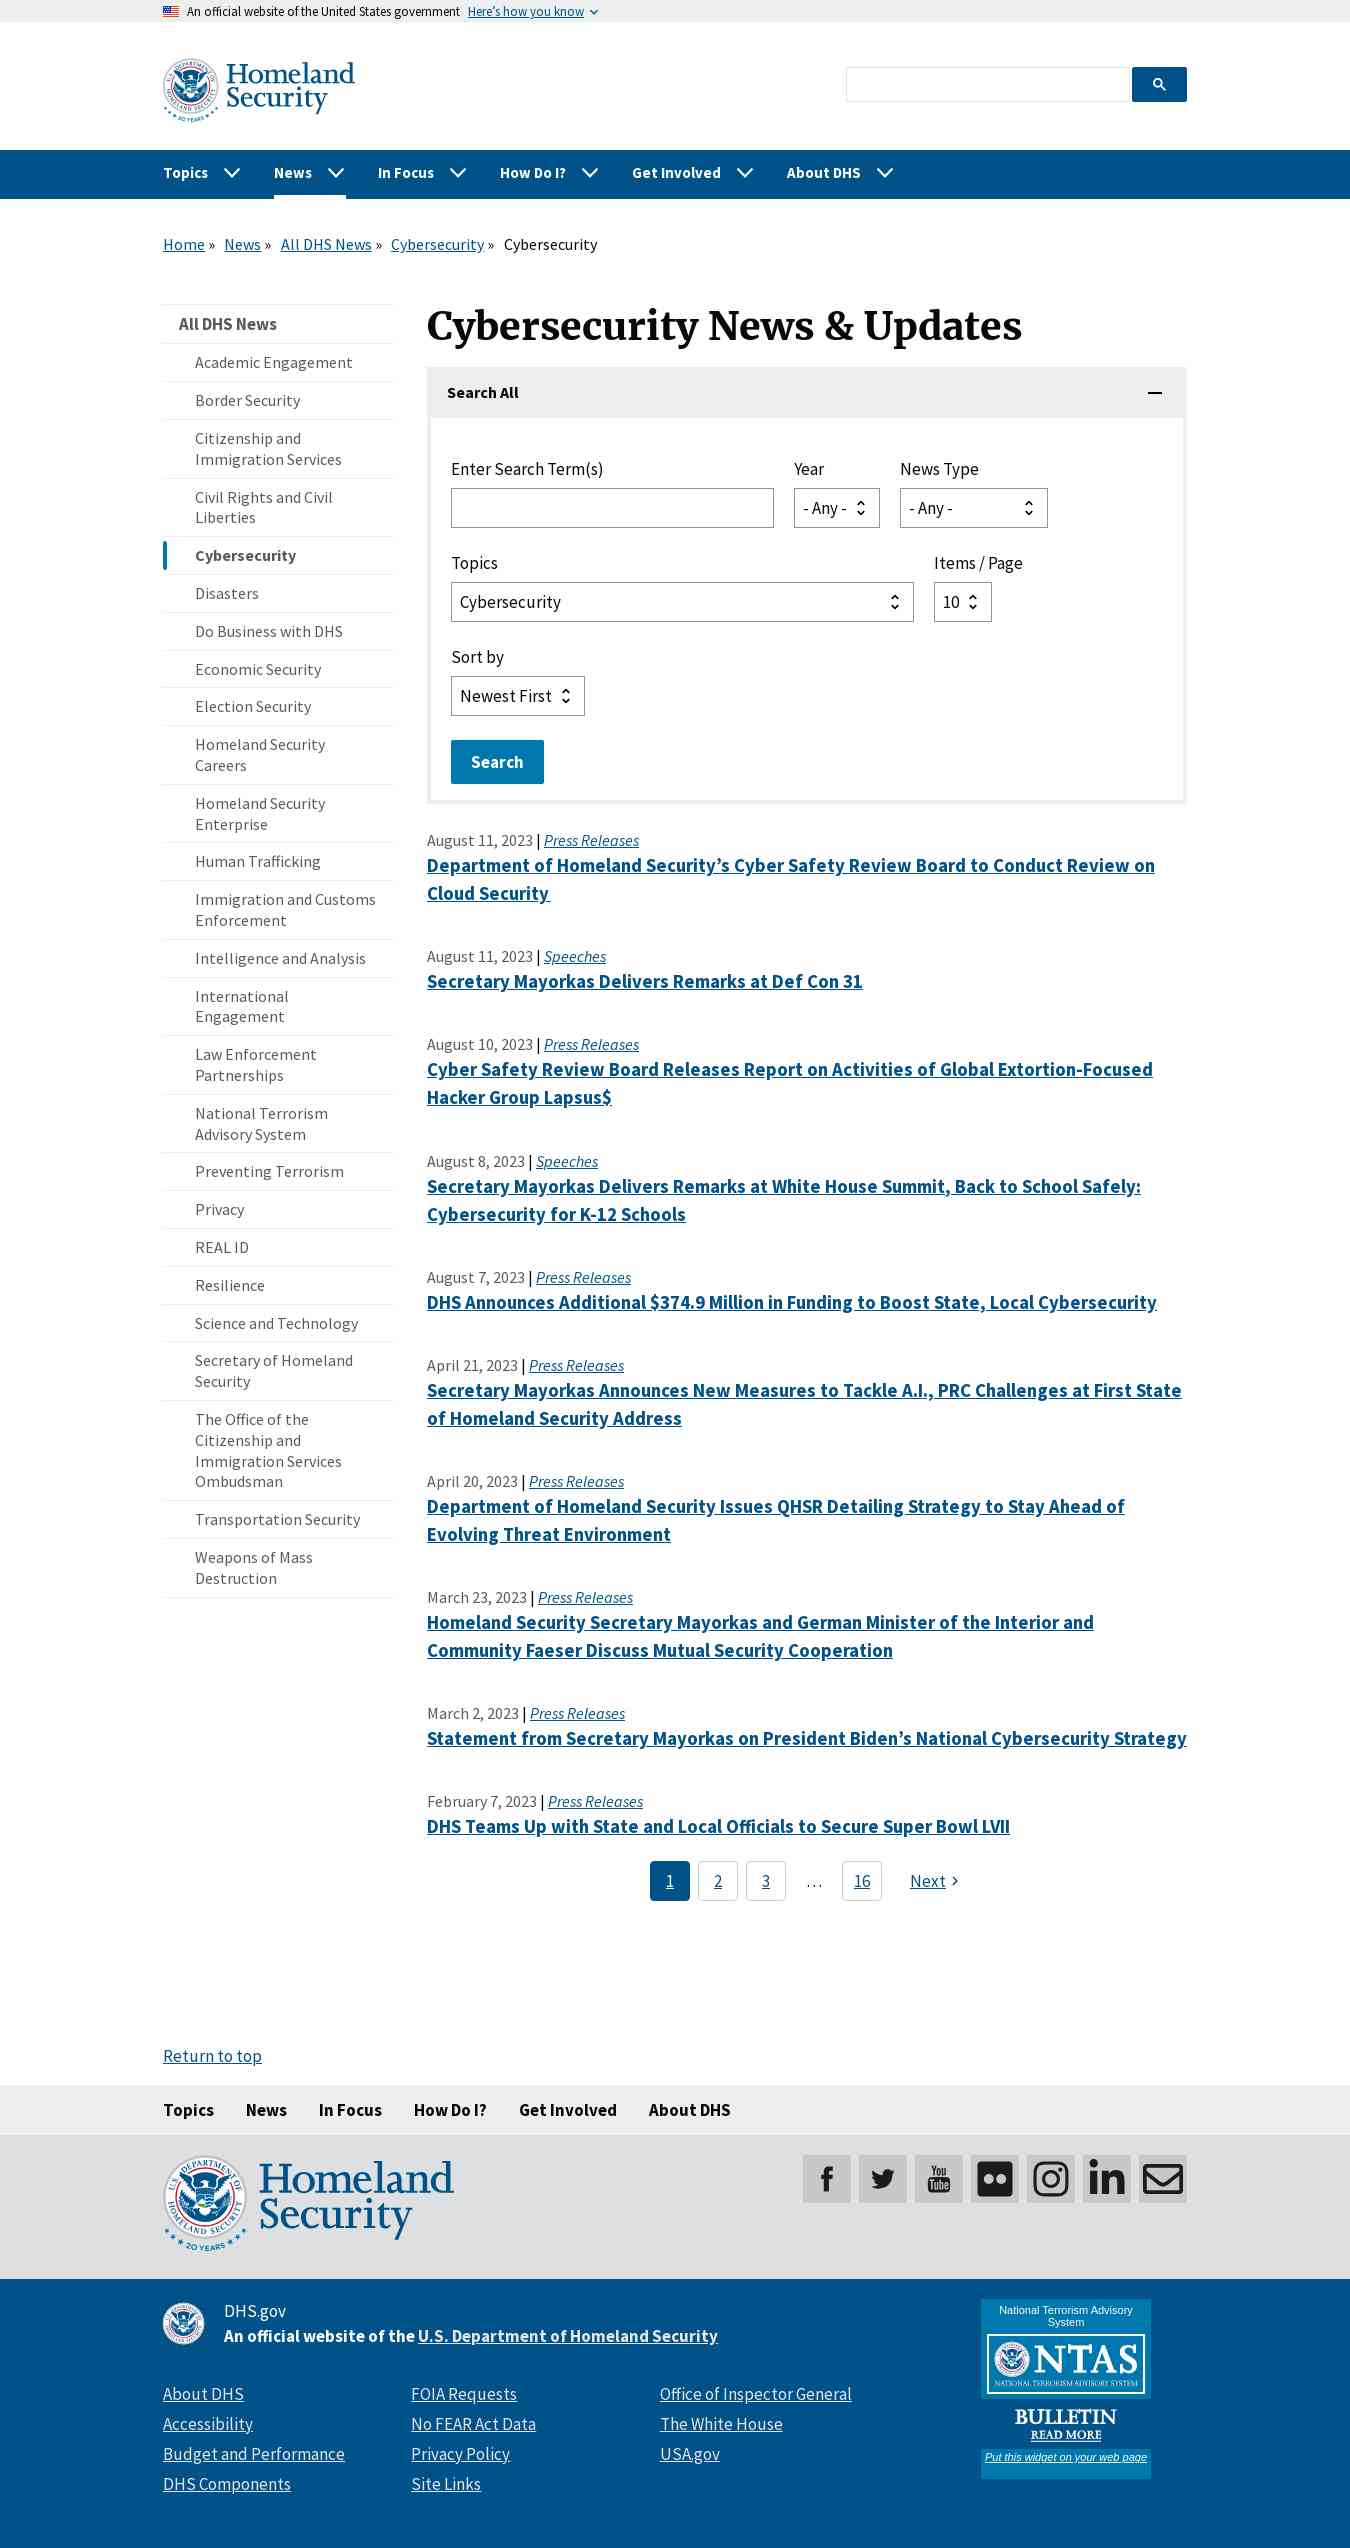 An official website of the United States government Here's how you know
Homeland
Security
Topics News In Focus How Do I? Get Involved About DHS
Home » News » All DHS News » Cybersecurity » Cybersecurity
All DHS News
Academic Engagement
Border Security
Citizenship and
Immigration Services
Civil Rights and Civil
Liberties
Cybersecurity
Disasters
Do Business with DHS
Economic Security
Election Security
Homeland Security
Careers
Homeland Security
Enterprise
Human Trafficking
Immigration and Customs
Enforcement
Intelligence and Analysis
International
Engagement
Law Enforcement
Partnerships
National Terrorism
Advisory System
Preventing Terrorism
Privacy
REAL ID
Resilience
Science and Technology
Secretary of Homeland
Security
The Office of the
Citizenship and
Immigration Services
Ombudsman
Transportation Security
Weapons of Mass
Destruction
Cybersecurity News & Updates
Search All
Enter Search Term(s) Year News Type
- Any - - Any -
Topics Items / Page
Cybersecurity 10
Sort by
Newest First
Search
August 11, 2023 | Press Releases
Department of Homeland Security’s Cyber Safety Review Board to Conduct Review on
Cloud Security
August 11, 2023 | Speeches
Secretary Mayorkas Delivers Remarks at Def Con 31
August 10, 2023 | Press Releases
Cyber Safety Review Board Releases Report on Activities of Global Extortion-Focused
Hacker Group Lapsus$
August 8, 2023 | Speeches
Secretary Mayorkas Delivers Remarks at White House Summit, Back to School Safely:
Cybersecurity for K-12 Schools
August 7, 2023 | Press Releases
DHS Announces Additional $374.9 Million in Funding to Boost State, Local Cybersecurity
April 21, 2023 | Press Releases
Secretary Mayorkas Announces New Measures to Tackle A.I., PRC Challenges at First State
of Homeland Security Address
April 20, 2023 | Press Releases
Department of Homeland Security Issues QHSR Detailing Strategy to Stay Ahead of
Evolving Threat Environment
March 23, 2023 | Press Releases
Homeland Security Secretary Mayorkas and German Minister of the Interior and
Community Faeser Discuss Mutual Security Cooperation
March 2, 2023 | Press Releases
Statement from Secretary Mayorkas on President Biden’s National Cybersecurity Strategy
February 7, 2023 | Press Releases
DHS Teams Up with State and Local Officials to Secure Super Bowl LVII
1 2 3 … 16 Next
Return to top
Topics News In Focus How Do I? Get Involved About DHS
U.S. DEPARTMENT OF
HOMELAND SECURITY
20 YEARS
Homeland
Security
You
Tube
DHS.gov
An official website of the U.S. Department of Homeland Security
About DHS
Accessibility
Budget and Performance
DHS Components
FOIA Requests
No FEAR Act Data
Privacy Policy
Site Links
Office of Inspector General
The White House
USA.gov
National Terrorism Advisory
System
NTAS
NATIONAL TERRORISM ADVISORY SYSTEM
BULLETIN
READ MORE
Put this widget on your web page